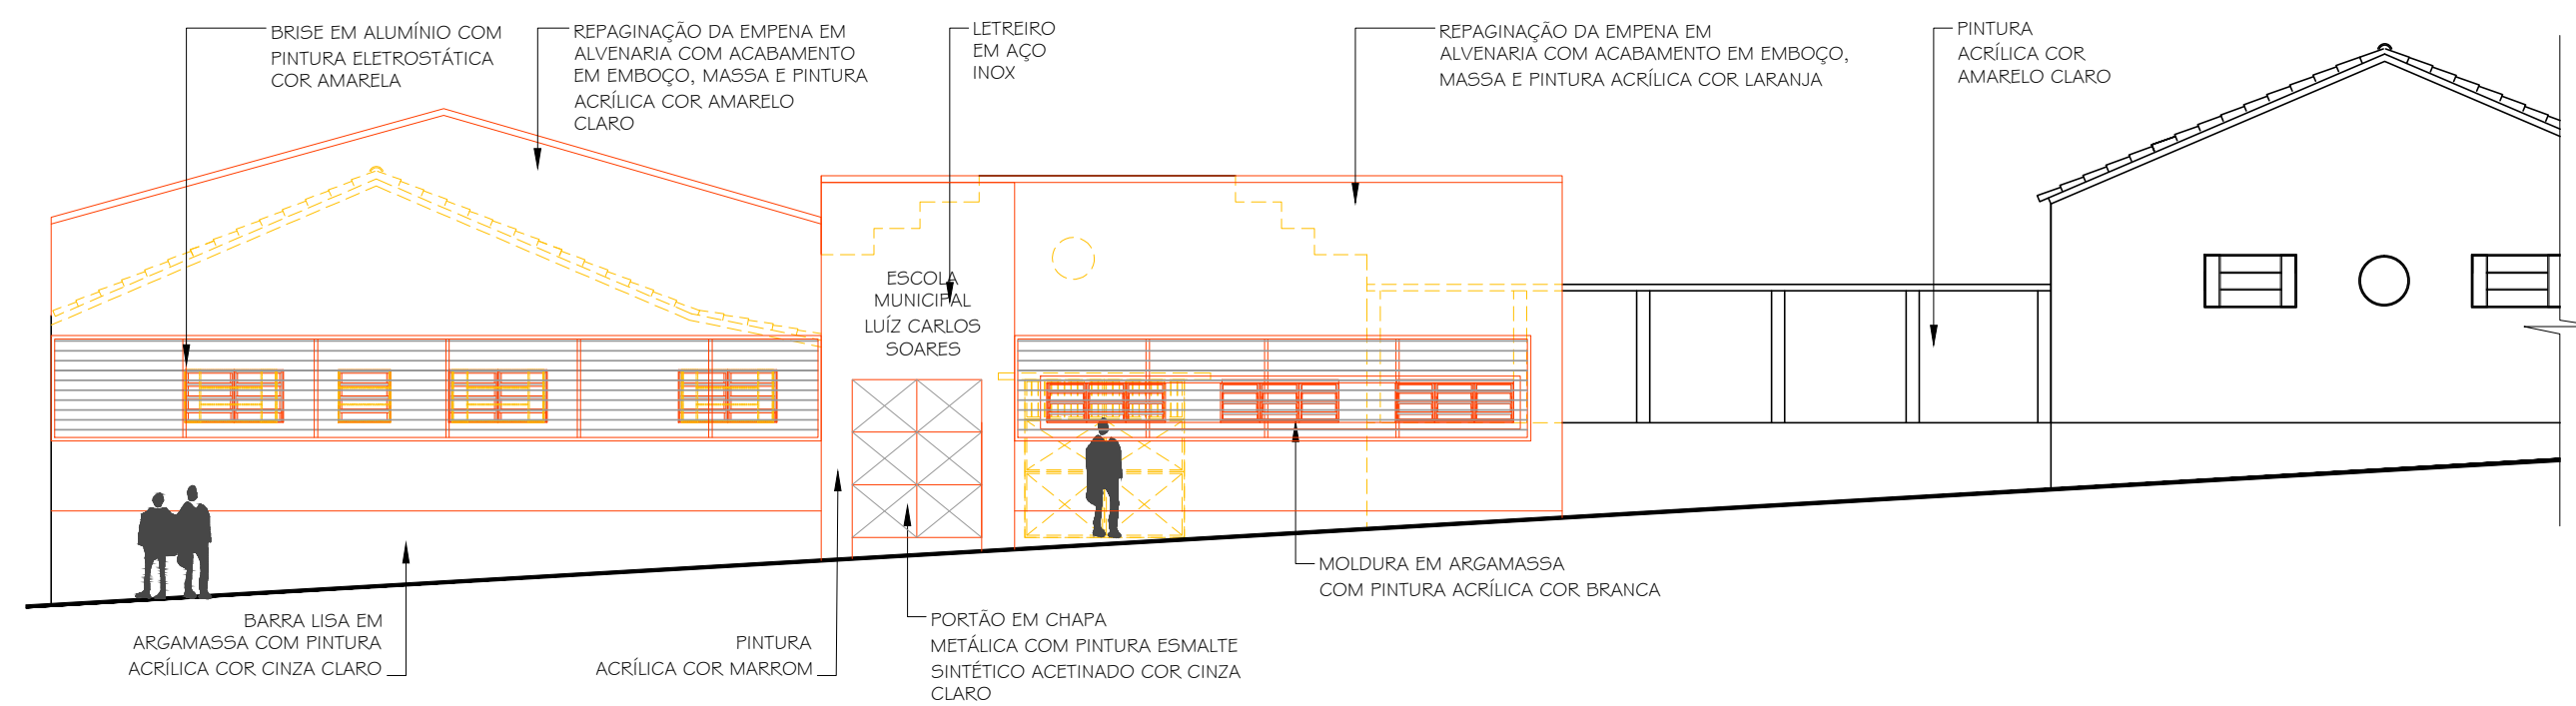 BRISE EM ALUMÍNIO COM
PINTURA ELETROSTÁTICA
COR AMARELA
REPAGINAÇÃO DA EMPENA EM
ALVENARIA COM ACABAMENTO
EM EMBOÇO, MASSA E PINTURA
ACRÍLICA COR AMARELO
CLARO
LETREIRO
EM AÇO
INOX
REPAGINAÇÃO DA EMPENA EM
ALVENARIA COM ACABAMENTO EM EMBOÇO,
MASSA E PINTURA ACRÍLICA COR LARANJA
PINTURA
ACRÍLICA COR
AMARELO CLARO
ESCOLA
MUNICIPAL
LUÍZ CARLOS
SOARES
BARRA LISA EM
ARGAMASSA COM PINTURA
ACRÍLICA COR CINZA CLARO
PINTURA
ACRÍLICA COR MARROM
PORTÃO EM CHAPA
METÁLICA COM PINTURA ESMALTE
SINTÉTICO ACETINADO COR CINZA
CLARO
MOLDURA EM ARGAMASSA
COM PINTURA ACRÍLICA COR BRANCA